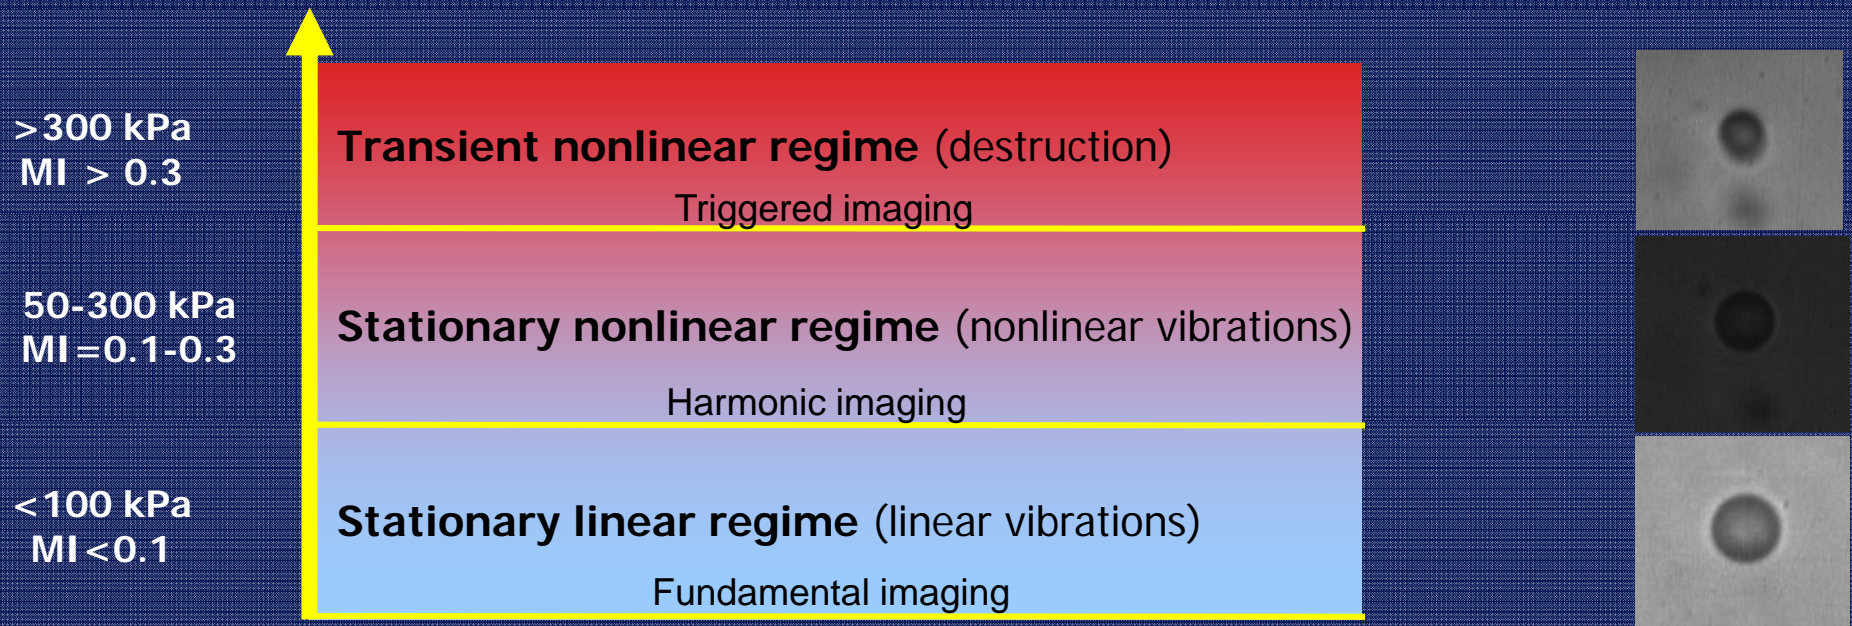 >300 kPa
MI > 0.3
Transient nonlinear regime (destruction)
Triggered imaging
50-300 kPa
MI=0.1-0.3
Stationary nonlinear regime (nonlinear vibrations)
Harmonic imaging
<100 kPa
MI<0.1
Stationary linear regime (linear vibrations)
Fundamental imaging